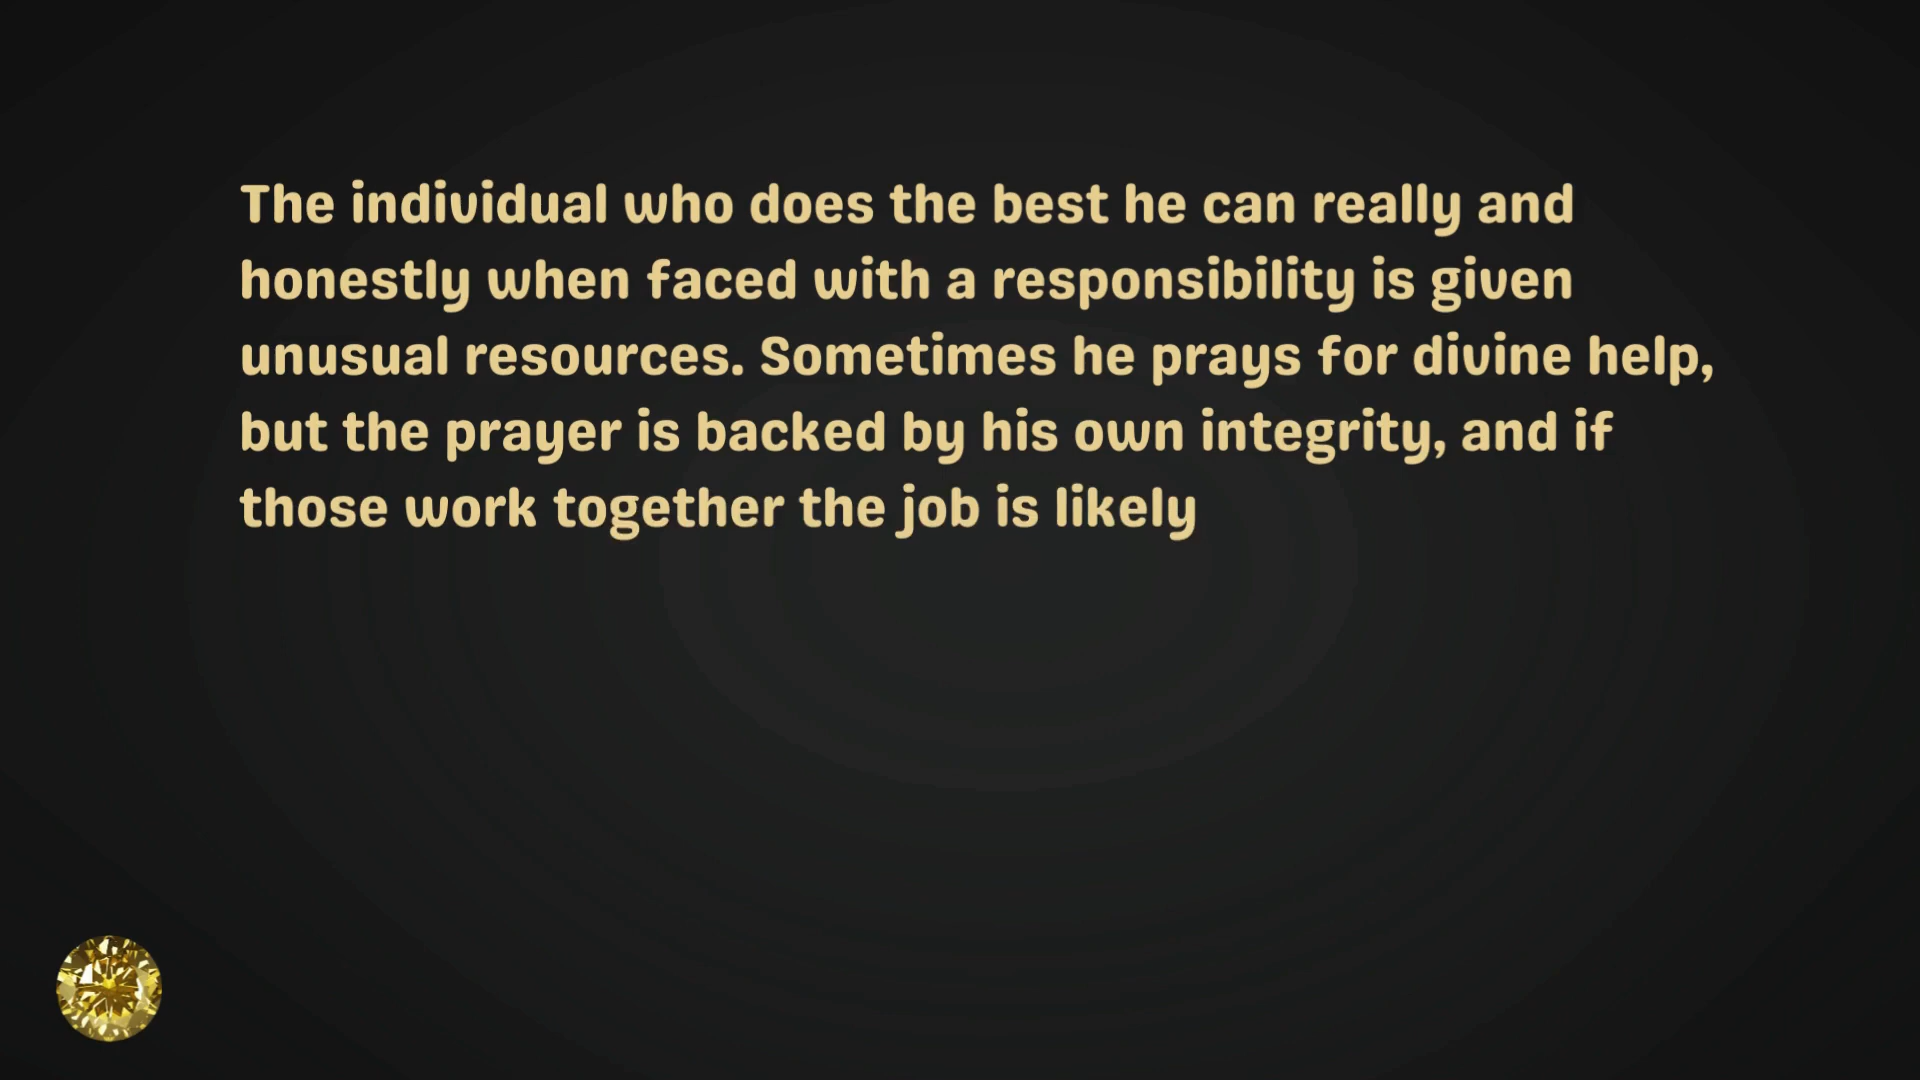 The individual who does the best he can really and
honestly when faced with a responsibility is given
unusual resources. Sometimes he prays for divine help,
but the prayer is backed by his own integrity, and if
those work together the job is likely